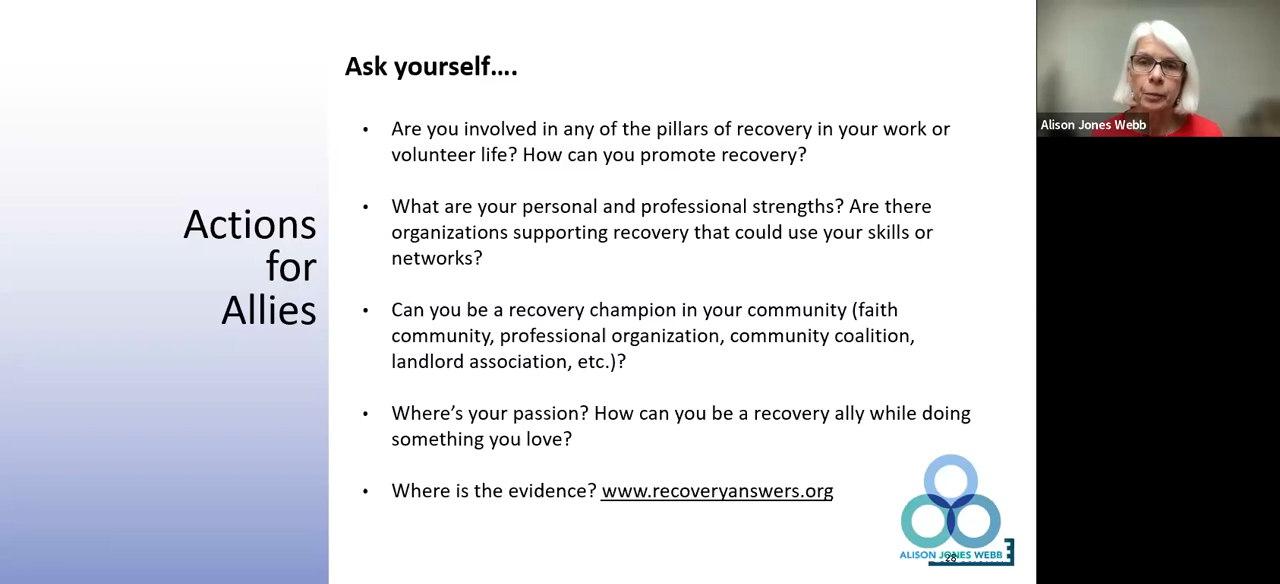 Ask yourself....
Are you involved in any of the pillars of recovery in your work or
volunteer life? How can you promote recovery?
What are your personal and professional strengths? Are there
organizations supporting recovery that could use your skills or
networks?
Can you be a recovery champion in your community (faith
community, professional organization, community coalition,
landlord association, etc.)?
Where’s your passion? How can you be a recovery ally while doing
something you love?
Where is the evidence? www.recoveryanswers.org
Actions
for
Allies
ALISON JONES WEBB
28
Alison Jones Webb